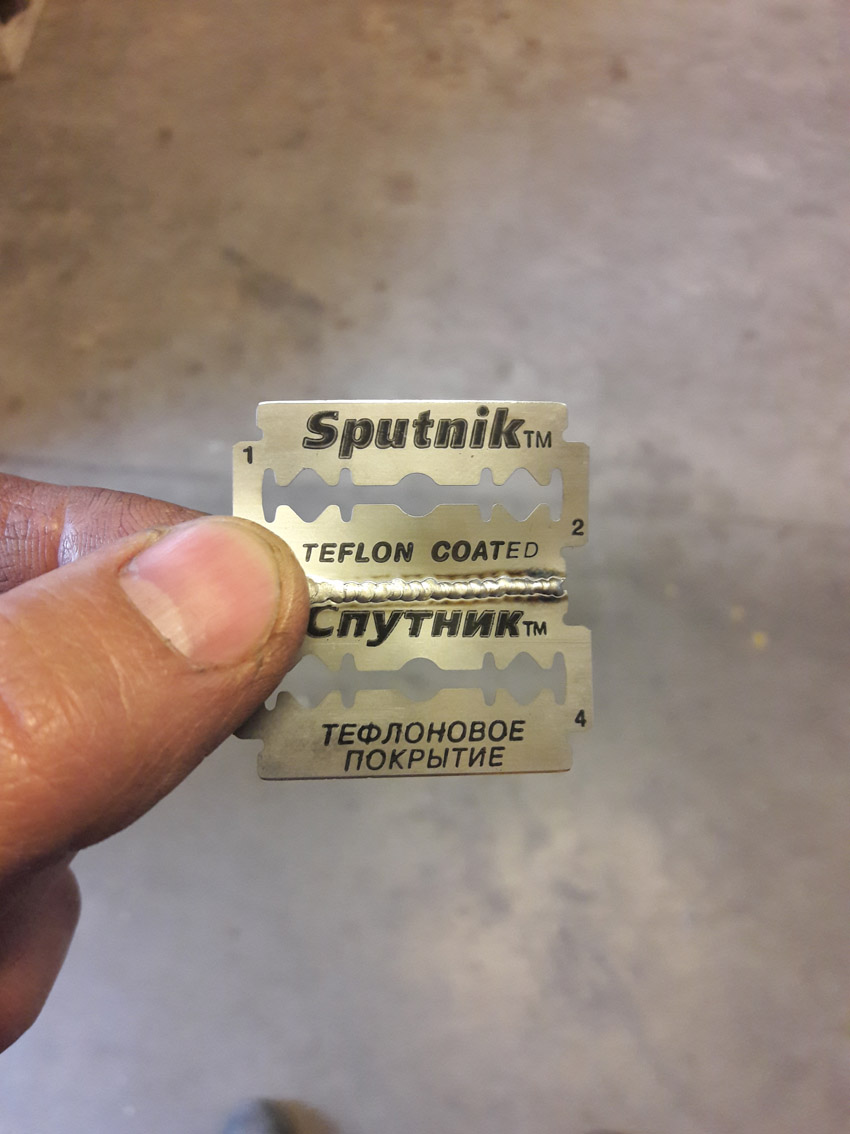 Sputnik™
1
2
TEFLON COATED
Спутник™
4
ТЕФЛОНОВОЕ
ПОКРЫТИЕ